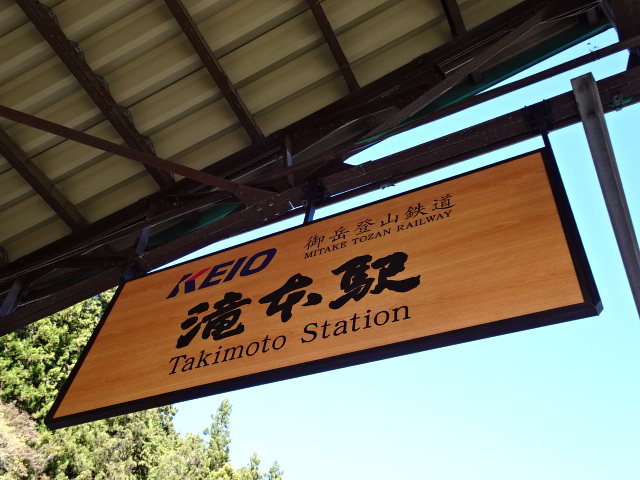 KEIO
御岳登山鉄道
MITAKE TOZAN RAILWAY
滝本駅
Takimoto Station